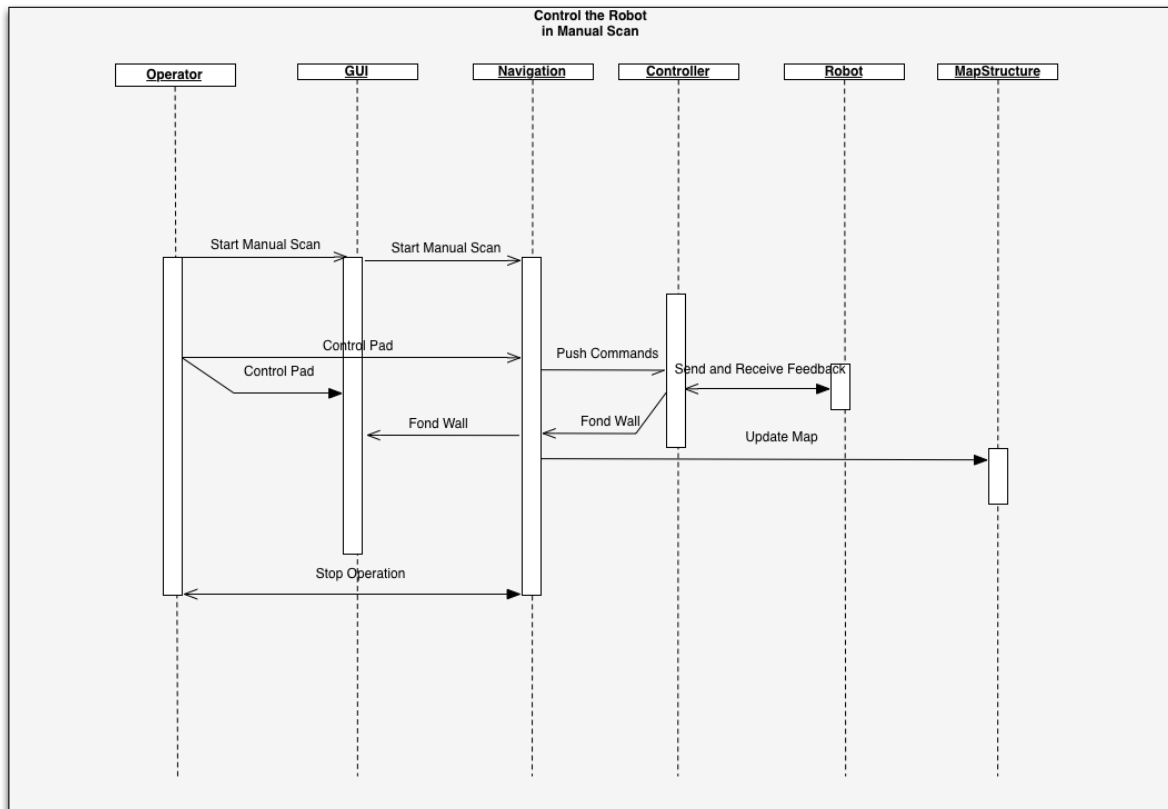 Control the Robot
in Manual Scan
Operator
GUI
Navigation
Controller
Robot
MapStructure
Start Manual Scan
Start Manual Scan
Control Pad
Push Commands
Control Pad
Send and Receive Feedback
Fond Wall
Fond Wall
Update Map
Stop Operation